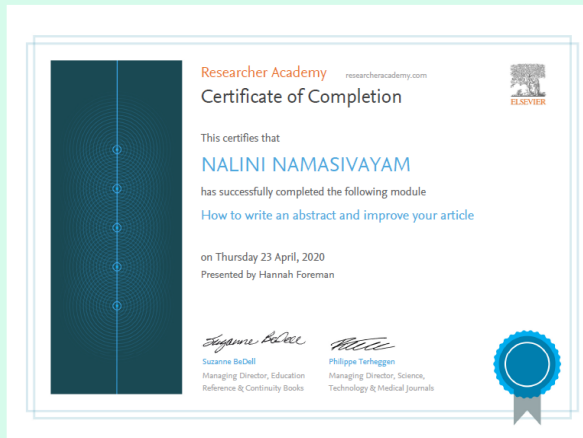 Researcher Academy researcheracademy.com
Certificate of Completion
ELSEVIER
This certifies that
NALINI NAMASIVAYAM
has successfully completed the following module
How to write an abstract and improve your article
on Thursday 23 April, 2020
Presented by Hannah Foreman
Suzanne BeDell
Suzanne BeDell
Managing Director, Education
Reference & Continuity Books
Philippe Terheggen
Managing Director, Science,
Technology & Medical Journals